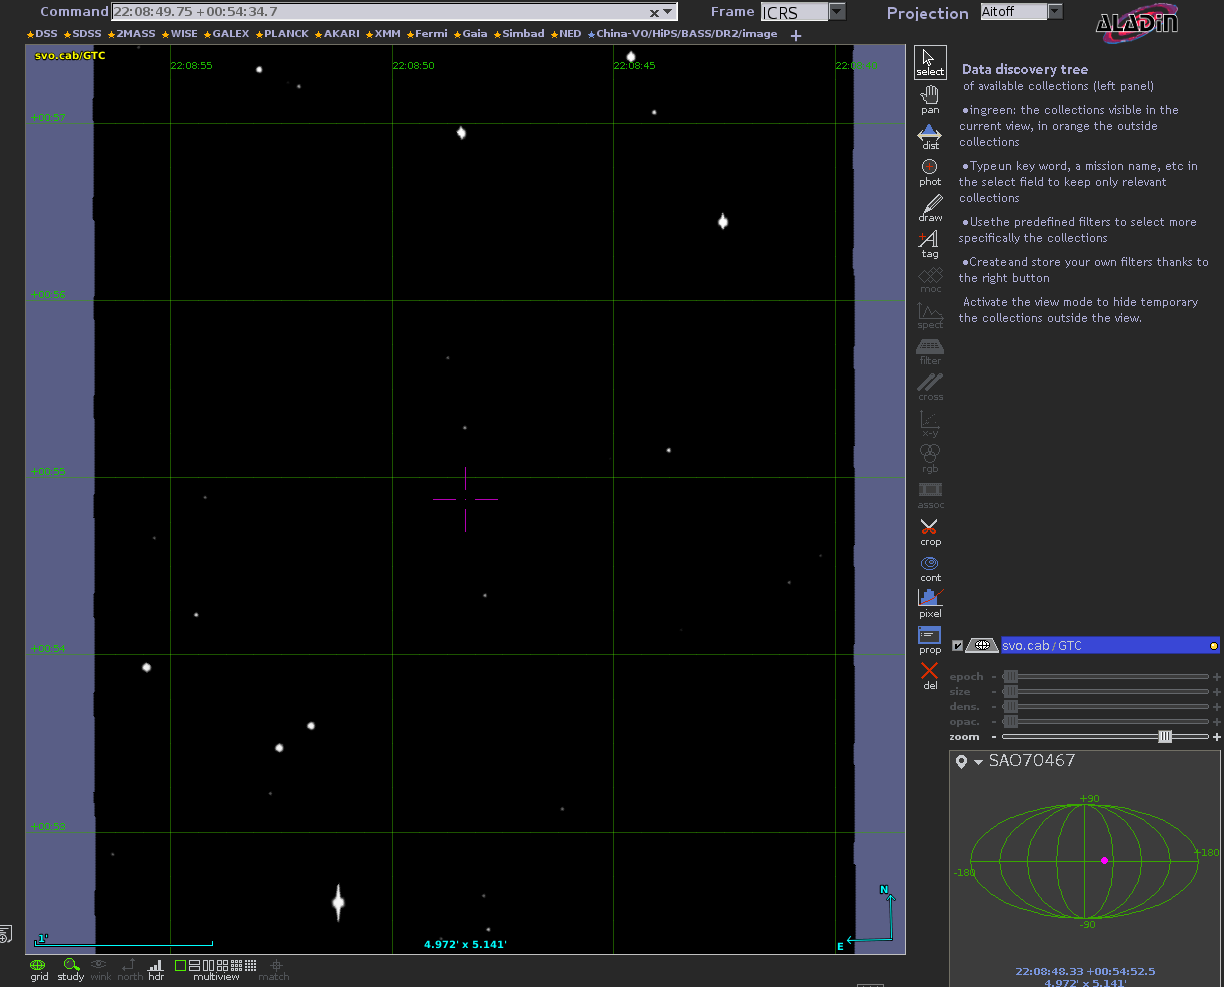 Command 22:08:49.75 +00:54:34.7 x Frame ICRS Projection Aitoff ALADIN
DSS SDSS 2MASS WISE GALEX PLANCK AKARI XMM Fermi Gaia Simbad NED China-VO/HiPS/BASS/DR2/image +
svo.cab/GTC
22:08:55 22:08:50 22:08:45 22:08:40
+00:57
+00:56
+00:55
+00:54
+00:53
1'
4.972' x 5.141'
N
E
select
pan
dist
phot
draw
tag
moc
spect
filter
cross
x-y
rgb
assoc
crop
cont
pixel
prop
del
Data discovery tree
of available collections (left panel)
●ingreen: the collections visible in the
current view, in orange the outside
collections
●Typeun key word, a mission name, etc in
the select field to keep only relevant
collections
●Usethe predefined filters to select more
specifically the collections
●Createand store your own filters thanks to
the right button
Activate the view mode to hide temporary
the collections outside the view.
svo.cab/GTC
epoch - +
size - +
dens. - +
opac. - +
zoom - +
SAO70467
+90
+180
-180
-90
22:08:48.33 +00:54:52.5
4.972' x 5.141'
grid study wink north hdr multiview match